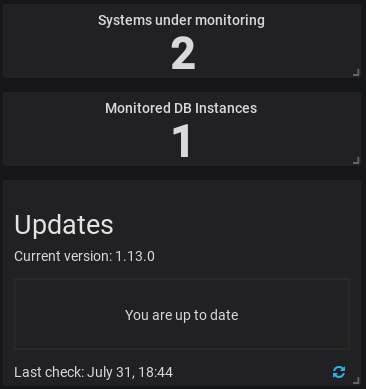 Systems under monitoring
2
Monitored DB Instances
1
Updates
Current version: 1.13.0
You are up to date
Last check: July 31, 18:44